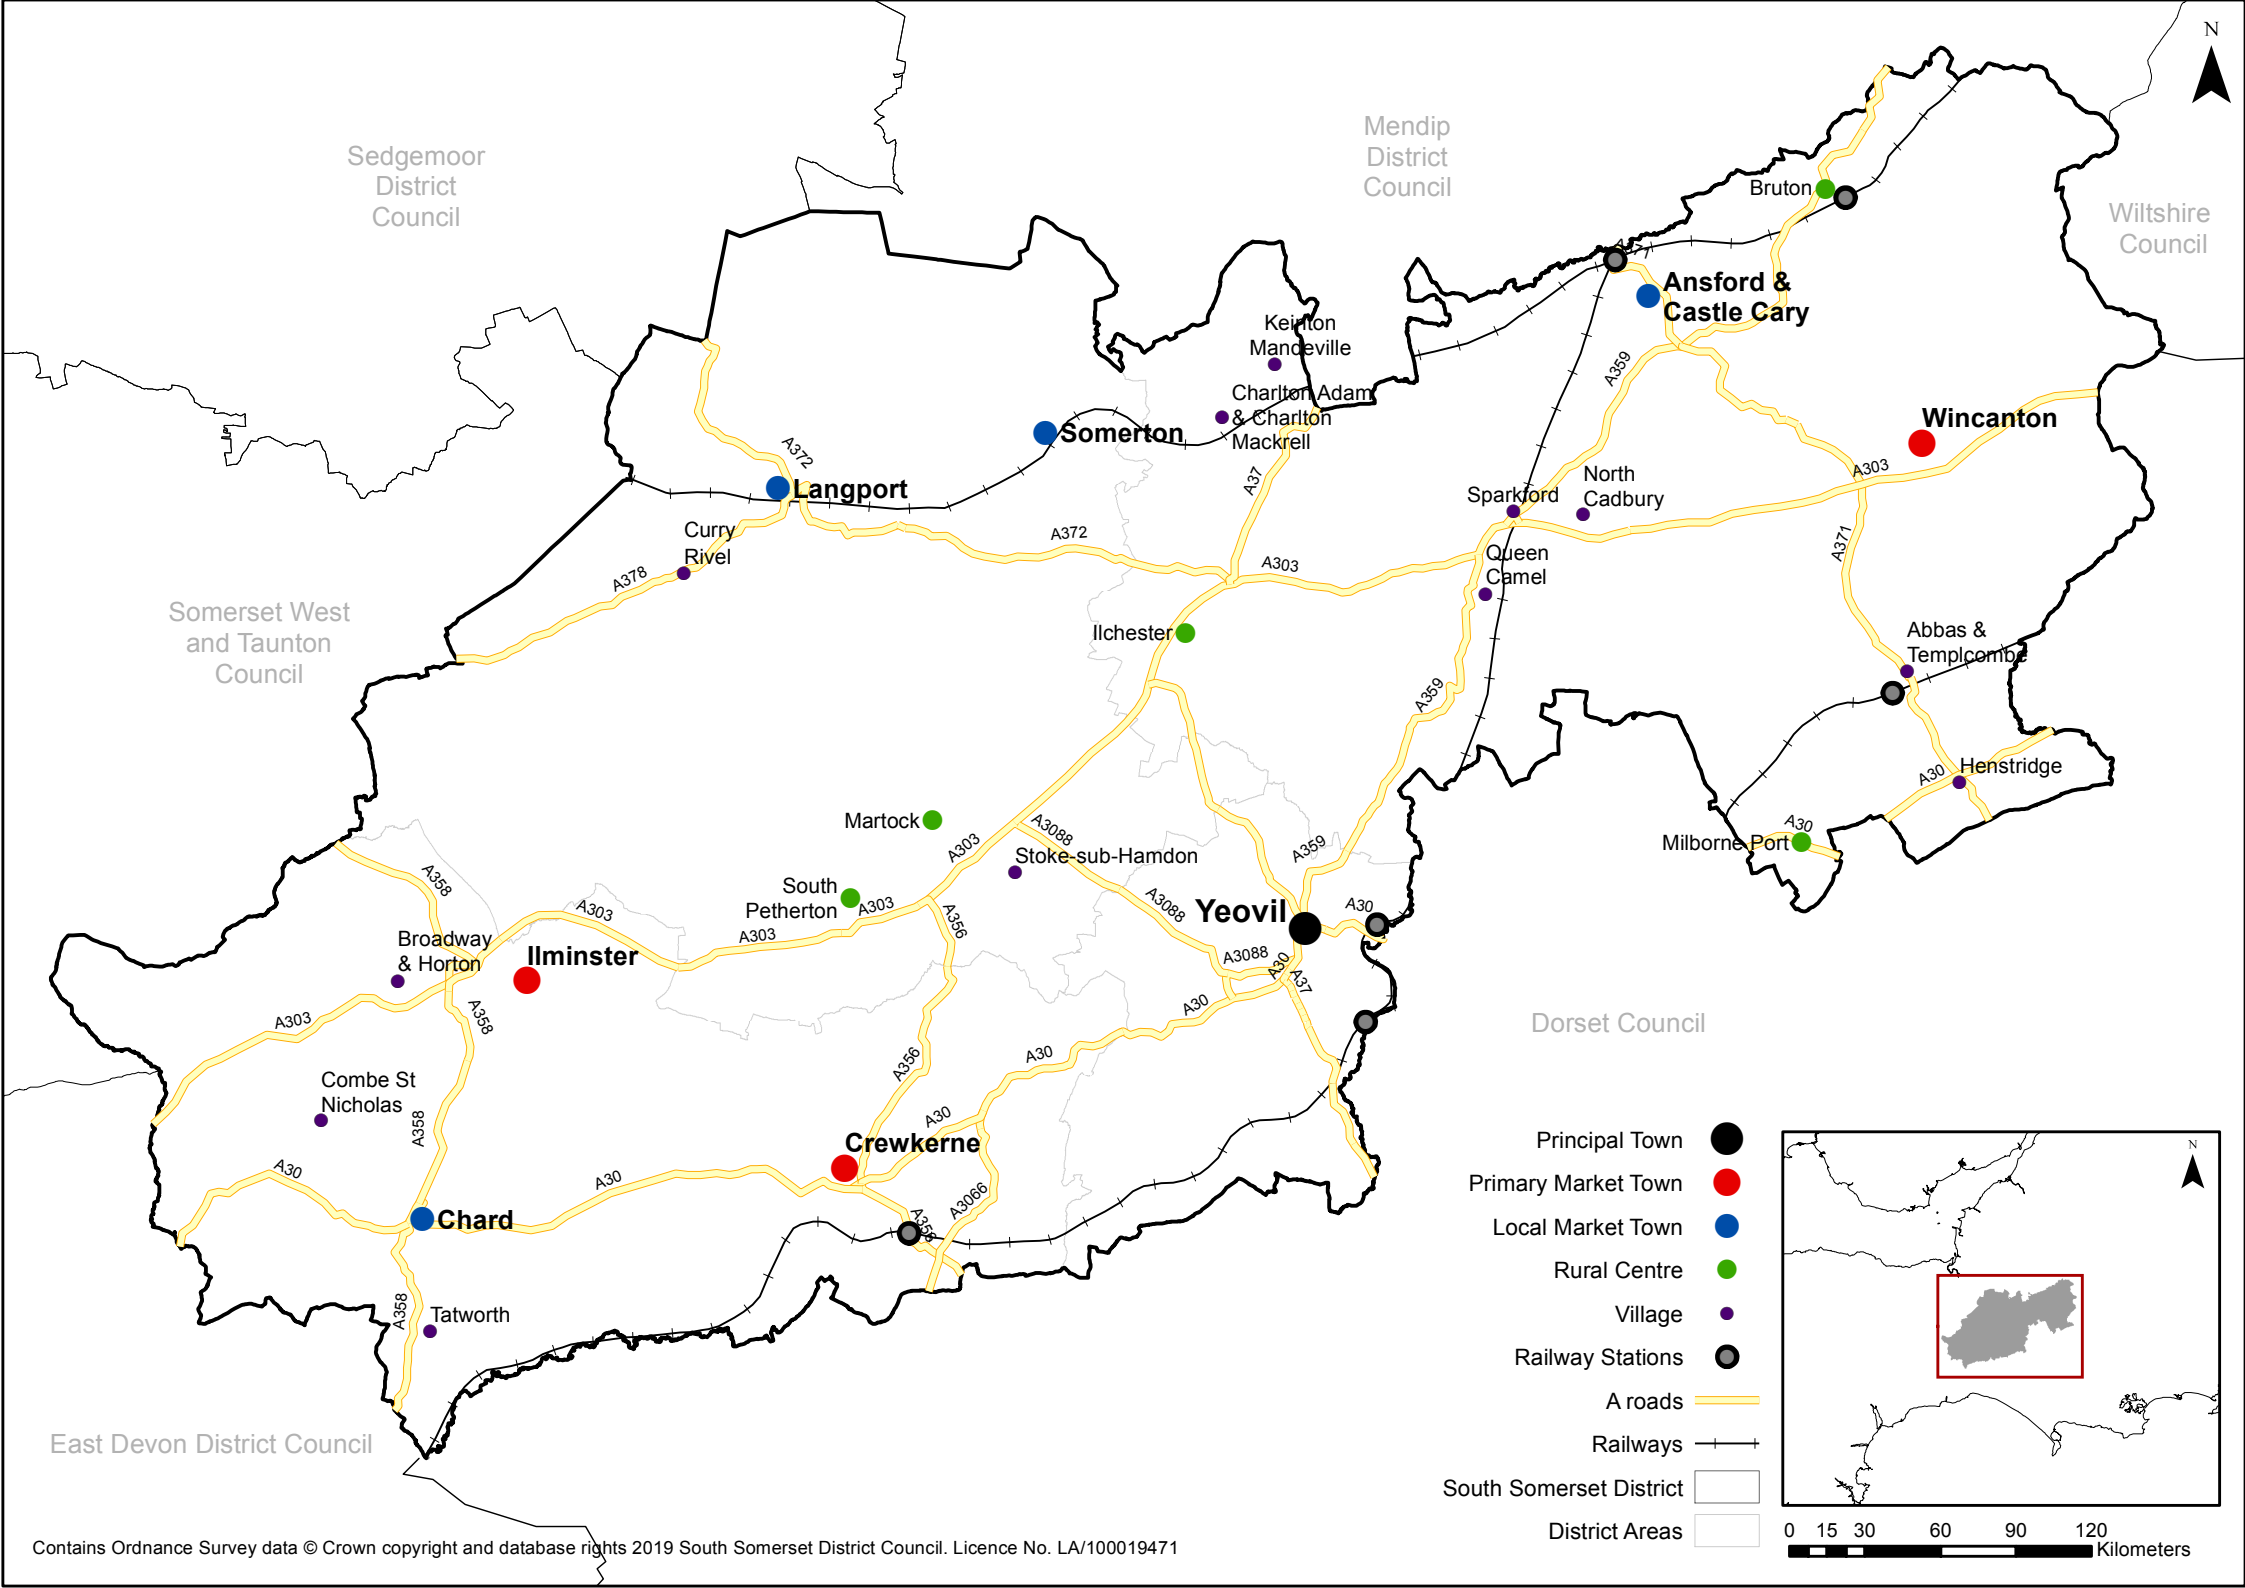 N
Sedgemoor
District
Council
Mendip
District
Council
Wiltshire
Council
Bruton
A371
Ansford &
Castle Cary
Keinton
Mandeville
A359
Charlton Adam
& Charlton
Mackrell
Somerton
Wincanton
A372
A37
A303
Langport
Sparkford
North
Cadbury
Curry
Rivel
A372
A303
Queen
Camel
A371
A378
Somerset West
and Taunton
Council
Ilchester
Abbas &
Templcombe
A359
A30
Henstridge
Martock
A3088
A303
Stoke-sub-Hamdon
A359
A30
Milborne Port
A358
South
Petherton
A303
A3088
Yeovil
A30
A303
A356
A303
Broadway
& Horton
Ilminster
A3088
A30
A37
A358
A303
A30
Dorset Council
A356
A30
Combe St
Nicholas
A358
A30
Crewkerne
A30
A30
A3066
Chard
A358
A358
Tatworth
East Devon District Council
Principal Town
Primary Market Town
Local Market Town
Rural Centre
Village
Railway Stations
A roads
Railways
South Somerset District
District Areas
N
0 15 30 60 90 120
Kilometers
Contains Ordnance Survey data © Crown copyright and database rights 2019 South Somerset District Council. Licence No. LA/100019471